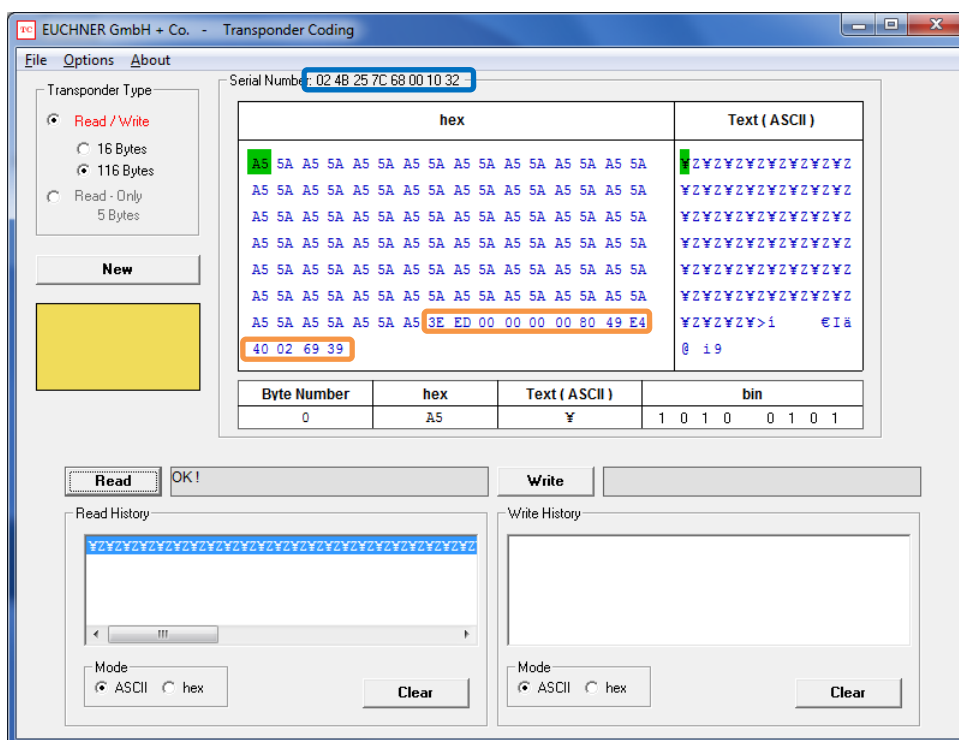 TC EUCHNER GmbH + Co. - Transponder Coding
File Options About
Transponder Type
Read / Write
16 Bytes
116 Bytes
Read - Only
5 Bytes
New
Serial Number: 02 4B 25 7C 68 00 10 32
hex Text ( ASCII )
A5 5A A5 5A A5 5A A5 5A A5 5A A5 5A A5 5A A5 5A ¥Z¥Z¥Z¥Z¥Z¥Z¥Z¥Z
A5 5A A5 5A A5 5A A5 5A A5 5A A5 5A A5 5A A5 5A ¥Z¥Z¥Z¥Z¥Z¥Z¥Z¥Z
A5 5A A5 5A A5 5A A5 5A A5 5A A5 5A A5 5A A5 5A ¥Z¥Z¥Z¥Z¥Z¥Z¥Z¥Z
A5 5A A5 5A A5 5A A5 5A A5 5A A5 5A A5 5A A5 5A ¥Z¥Z¥Z¥Z¥Z¥Z¥Z¥Z
A5 5A A5 5A A5 5A A5 5A A5 5A A5 5A A5 5A A5 5A ¥Z¥Z¥Z¥Z¥Z¥Z¥Z¥Z
A5 5A A5 5A A5 5A A5 5A A5 5A A5 5A A5 5A A5 5A ¥Z¥Z¥Z¥Z¥Z¥Z¥Z¥Z
A5 5A A5 5A A5 5A A5 3E ED 00 00 00 00 80 49 E4 ¥Z¥Z¥Z¥>í €Iä
40 02 69 39 @ i9
Byte Number hex Text ( ASCII ) bin
0 A5 ¥ 1 0 1 0 0 1 0 1
Read OK ! Write
Read History
¥Z¥Z¥Z¥Z¥Z¥Z¥Z¥Z¥Z¥Z¥Z¥Z¥Z¥Z¥Z¥Z¥Z¥Z¥Z
Mode
ASCII hex
Clear
Write History
Mode
ASCII hex
Clear